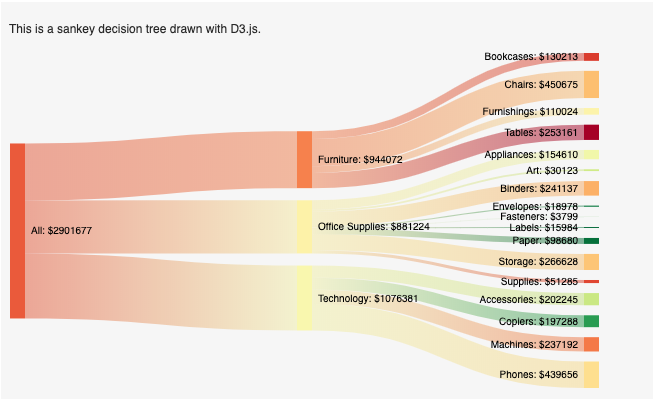 This is a sankey decision tree drawn with D3.js.
Bookcases: $130213
Chairs: $450675
Furnishings: $110024
Tables: $253161
Furniture: $944072
Appliances: $154610
Art: $30123
Binders: $241137
Envelopes: $18978
Fasteners: $3799
Office Supplies: $881224
Labels: $15984
All: $2901677
Paper: $98680
Storage: $266628
Supplies: $51285
Technology: $1076381
Accessories: $202245
Copiers: $197288
Machines: $237192
Phones: $439656